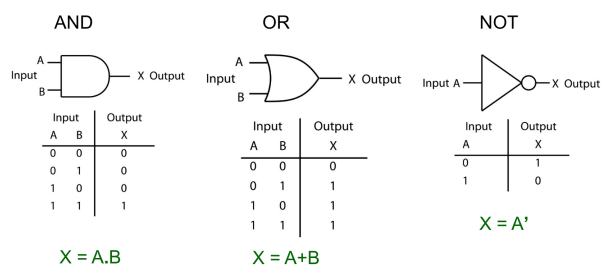 AND
A
Input
B
X Output
Input Output
A B X
0 0 0
0 1 0
1 0 0
1 1 1
X = A.B
OR
A
Input
B
X Output
Input Output
A B X
0 0 0
0 1 1
1 0 1
1 1 1
X = A+B
NOT
Input A
X Output
Input Output
A X
0 1
1 0
X = A’